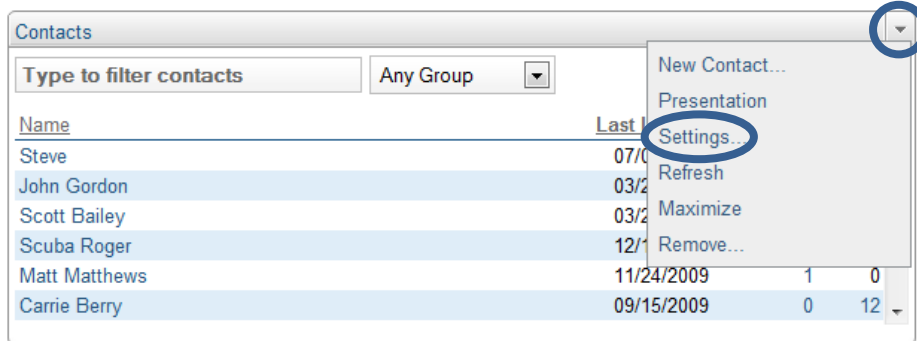 Contacts
Type to filter contacts Any Group
New Contact...
Presentation
Settings...
Refresh
Maximize
Remove...
Name Last
Steve 07/0
John Gordon 03/2
Scott Bailey 03/2
Scuba Roger 12/1
Matt Matthews 11/24/2009 1 0
Carrie Berry 09/15/2009 0 12